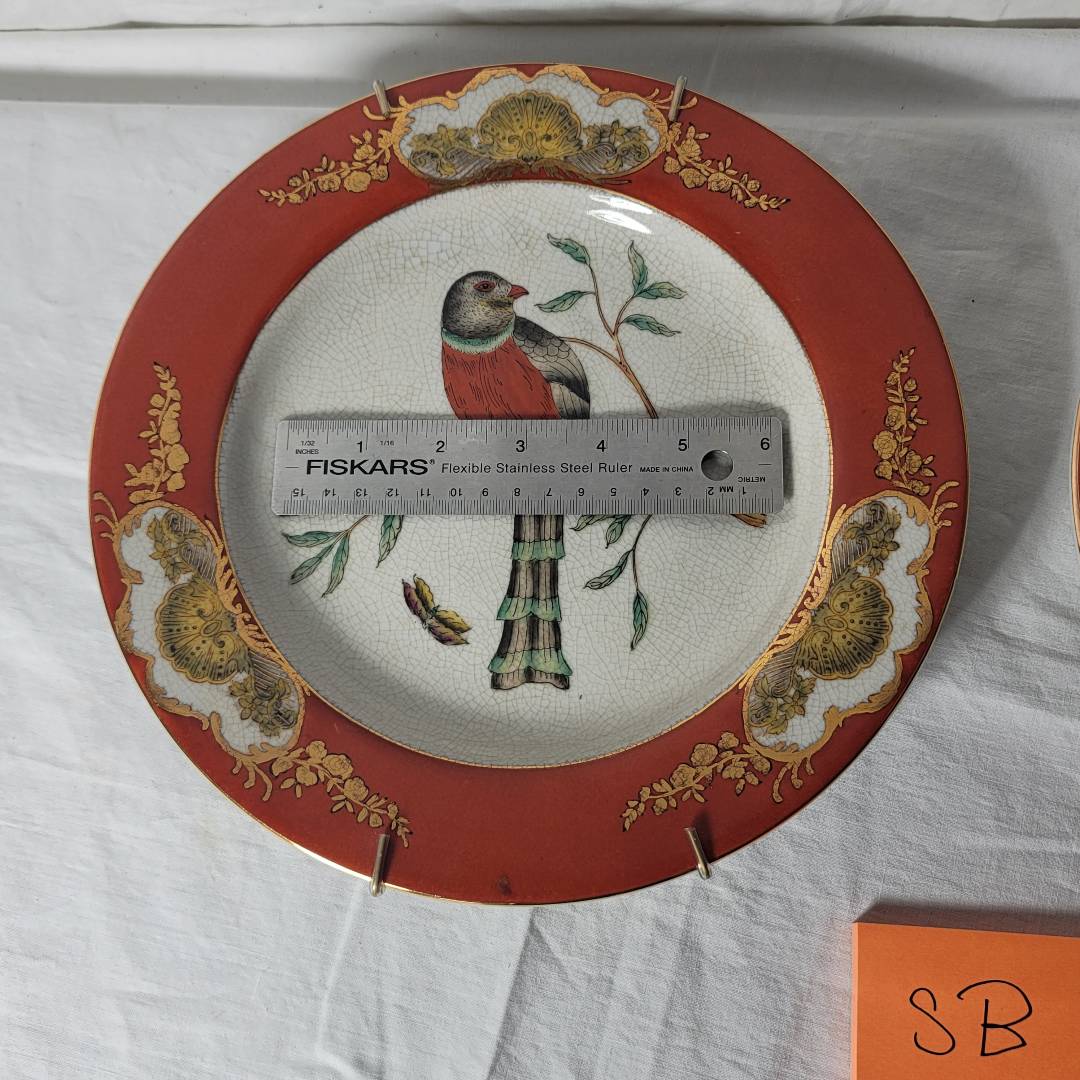 1/32 1 1/16 2 3 4 5 6
INCHES
FISKARS® Flexible Stainless Steel Ruler MADE IN CHINA METRIC
15 14 13 12 11 10 9 8 7 6 5 4 3 2 MM 1
SB